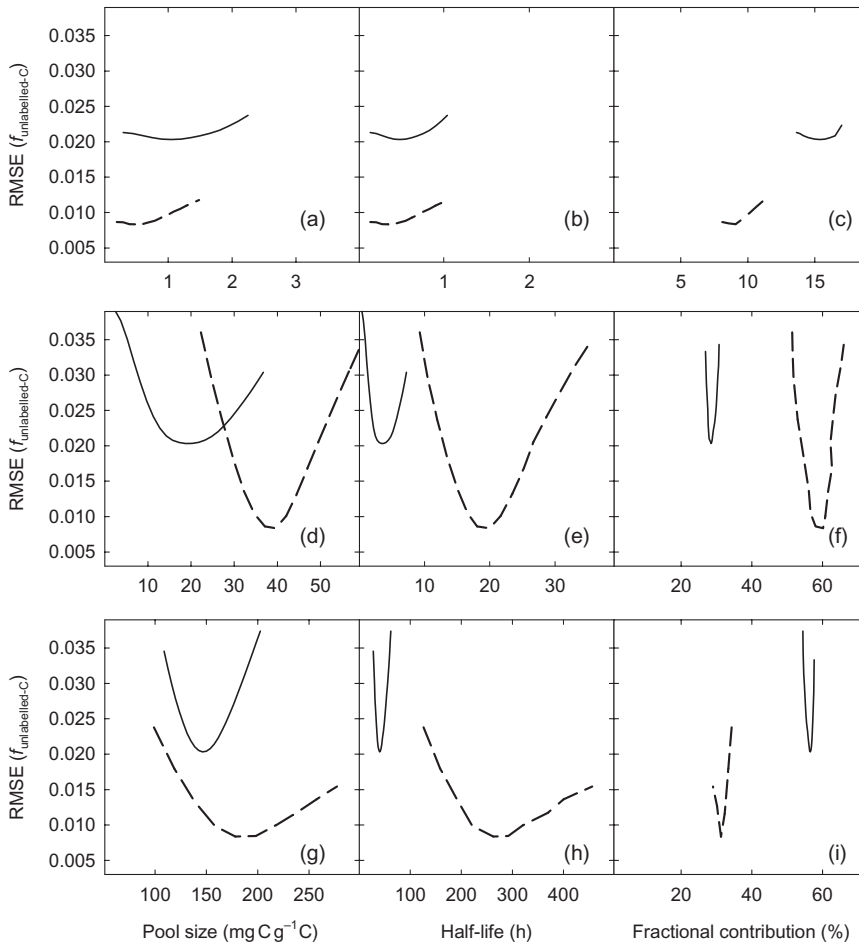 0.035
0.030
0.025
0.020
0.015
0.010
0.005
RMSE (f unlabelled-C)
(a)
(b)
(c)
1 2 3
1 2
5 10 15
0.035
0.030
0.025
0.020
0.015
0.010
0.005
RMSE (f unlabelled-C)
(d)
(e)
(f)
10 20 30 40 50
10 20 30
20 40 60
0.035
0.030
0.025
0.020
0.015
0.010
0.005
RMSE (f unlabelled-C)
(g)
(h)
(i)
100 150 200 250
100 200 300 400
20 40 60
Pool size (mg C g⁻¹ C)
Half-life (h)
Fractional contribution (%)